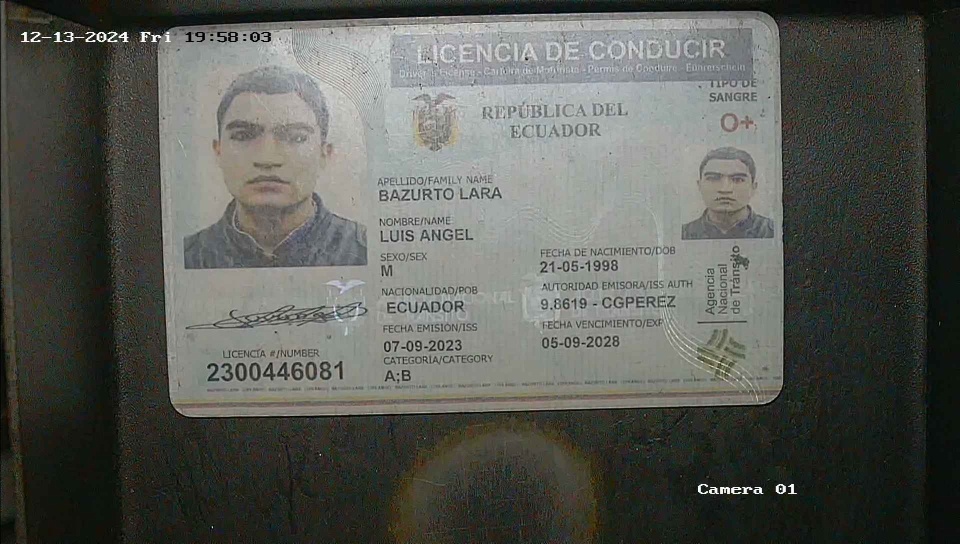 12-13-2024 Fri 19:58:03
LICENCIA DE CONDUCIR
Driver's License - Carteira de Motorista - Permis de Conduire - Führerschein
TIPO DE
SANGRE
O+
REPÚBLICA DEL
ECUADOR
APELLIDO/FAMILY NAME
BAZURTO LARA
NOMBRE/NAME
LUIS ANGEL
SEXO/SEX
M
FECHA DE NACIMIENTO/DOB
21-05-1998
NACIONALIDAD/POB
ECUADOR
AUTORIDAD EMISORA/ISS AUTH
9.8619 - CGPEREZ
FECHA EMISIÓN/ISS
07-09-2023
FECHA VENCIMIENTO/EXP
05-09-2028
CATEGORÍA/CATEGORY
A;B
LICENCIA #/NUMBER
2300446081
Agencia
Nacional
de Tránsito
Camera 01